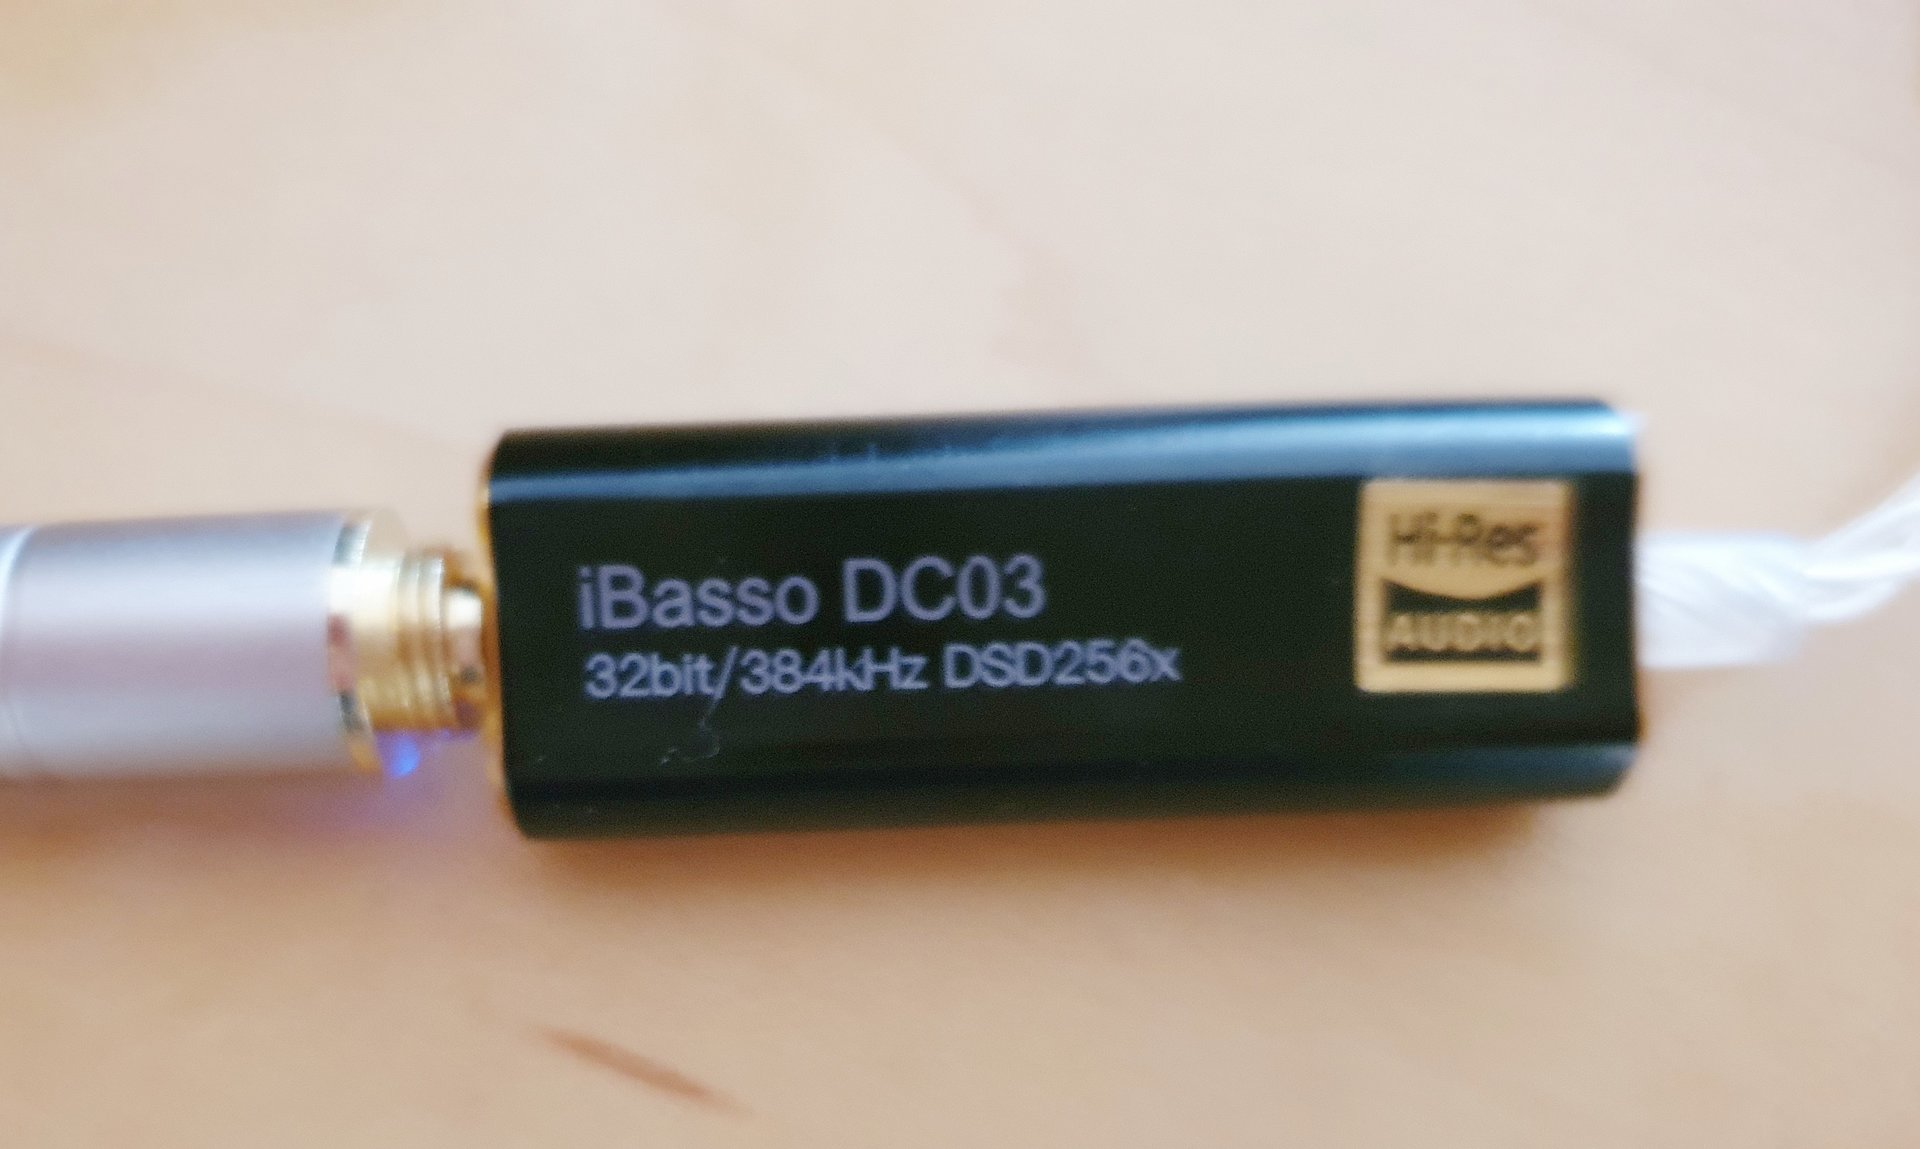 iBasso DC03
32bit/384kHz DSD256x
Hi-Res
AUDIO